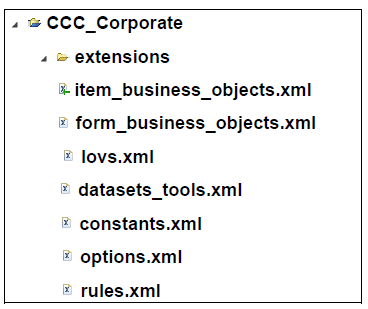 CCC_Corporate
extensions
item_business_objects.xml
form_business_objects.xml
lovs.xml
datasets_tools.xml
constants.xml
options.xml
rules.xml